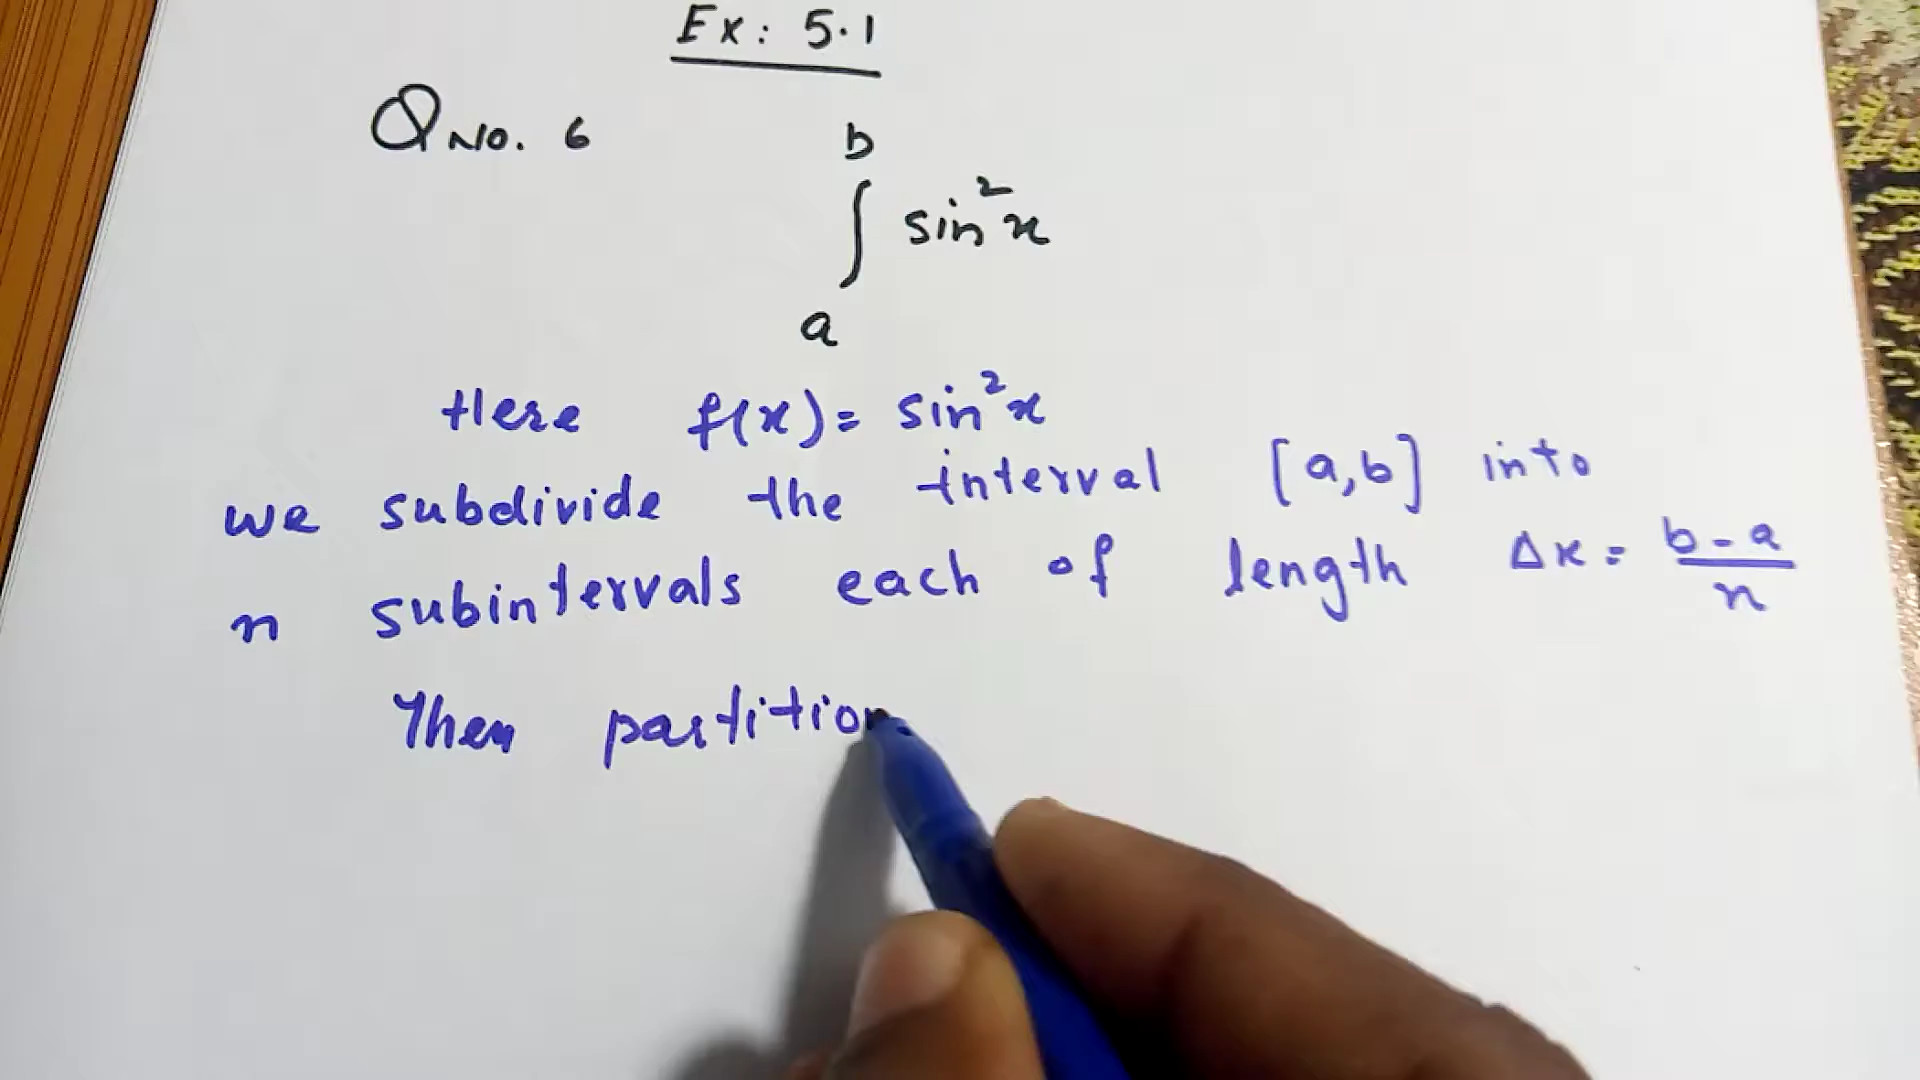 Ex: 5.1
Q No. 6
b
∫ sin²x
a
Here f(x) = sin²x
we subdivide the interval [a,b] into
n subintervals each of length Δx = b-a/n
Then partition